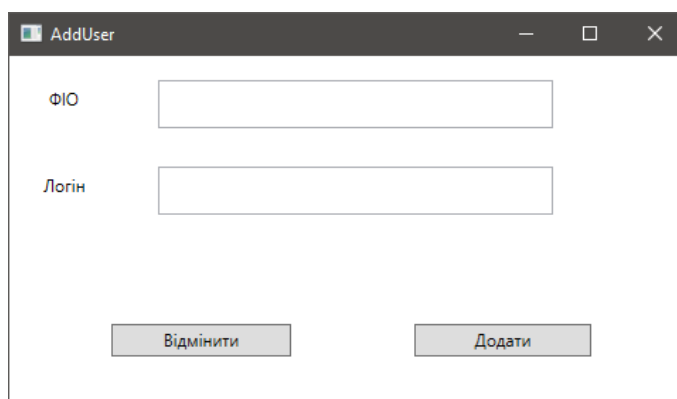 AddUser
ФІО
Логін
Відмінити
Додати